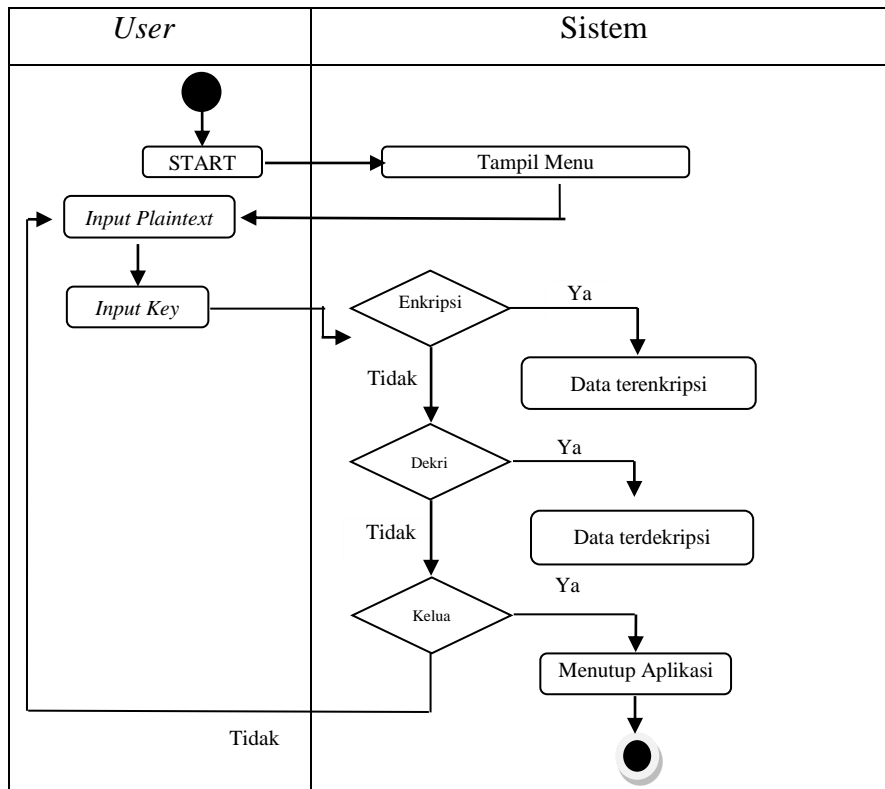 User
Sistem
START
Tampil Menu
Input Plaintext
Input Key
Enkripsi
Ya
Data terenkripsi
Tidak
Dekri
Ya
Data terdekripsi
Tidak
Kelua
Ya
Menutup Aplikasi
Tidak